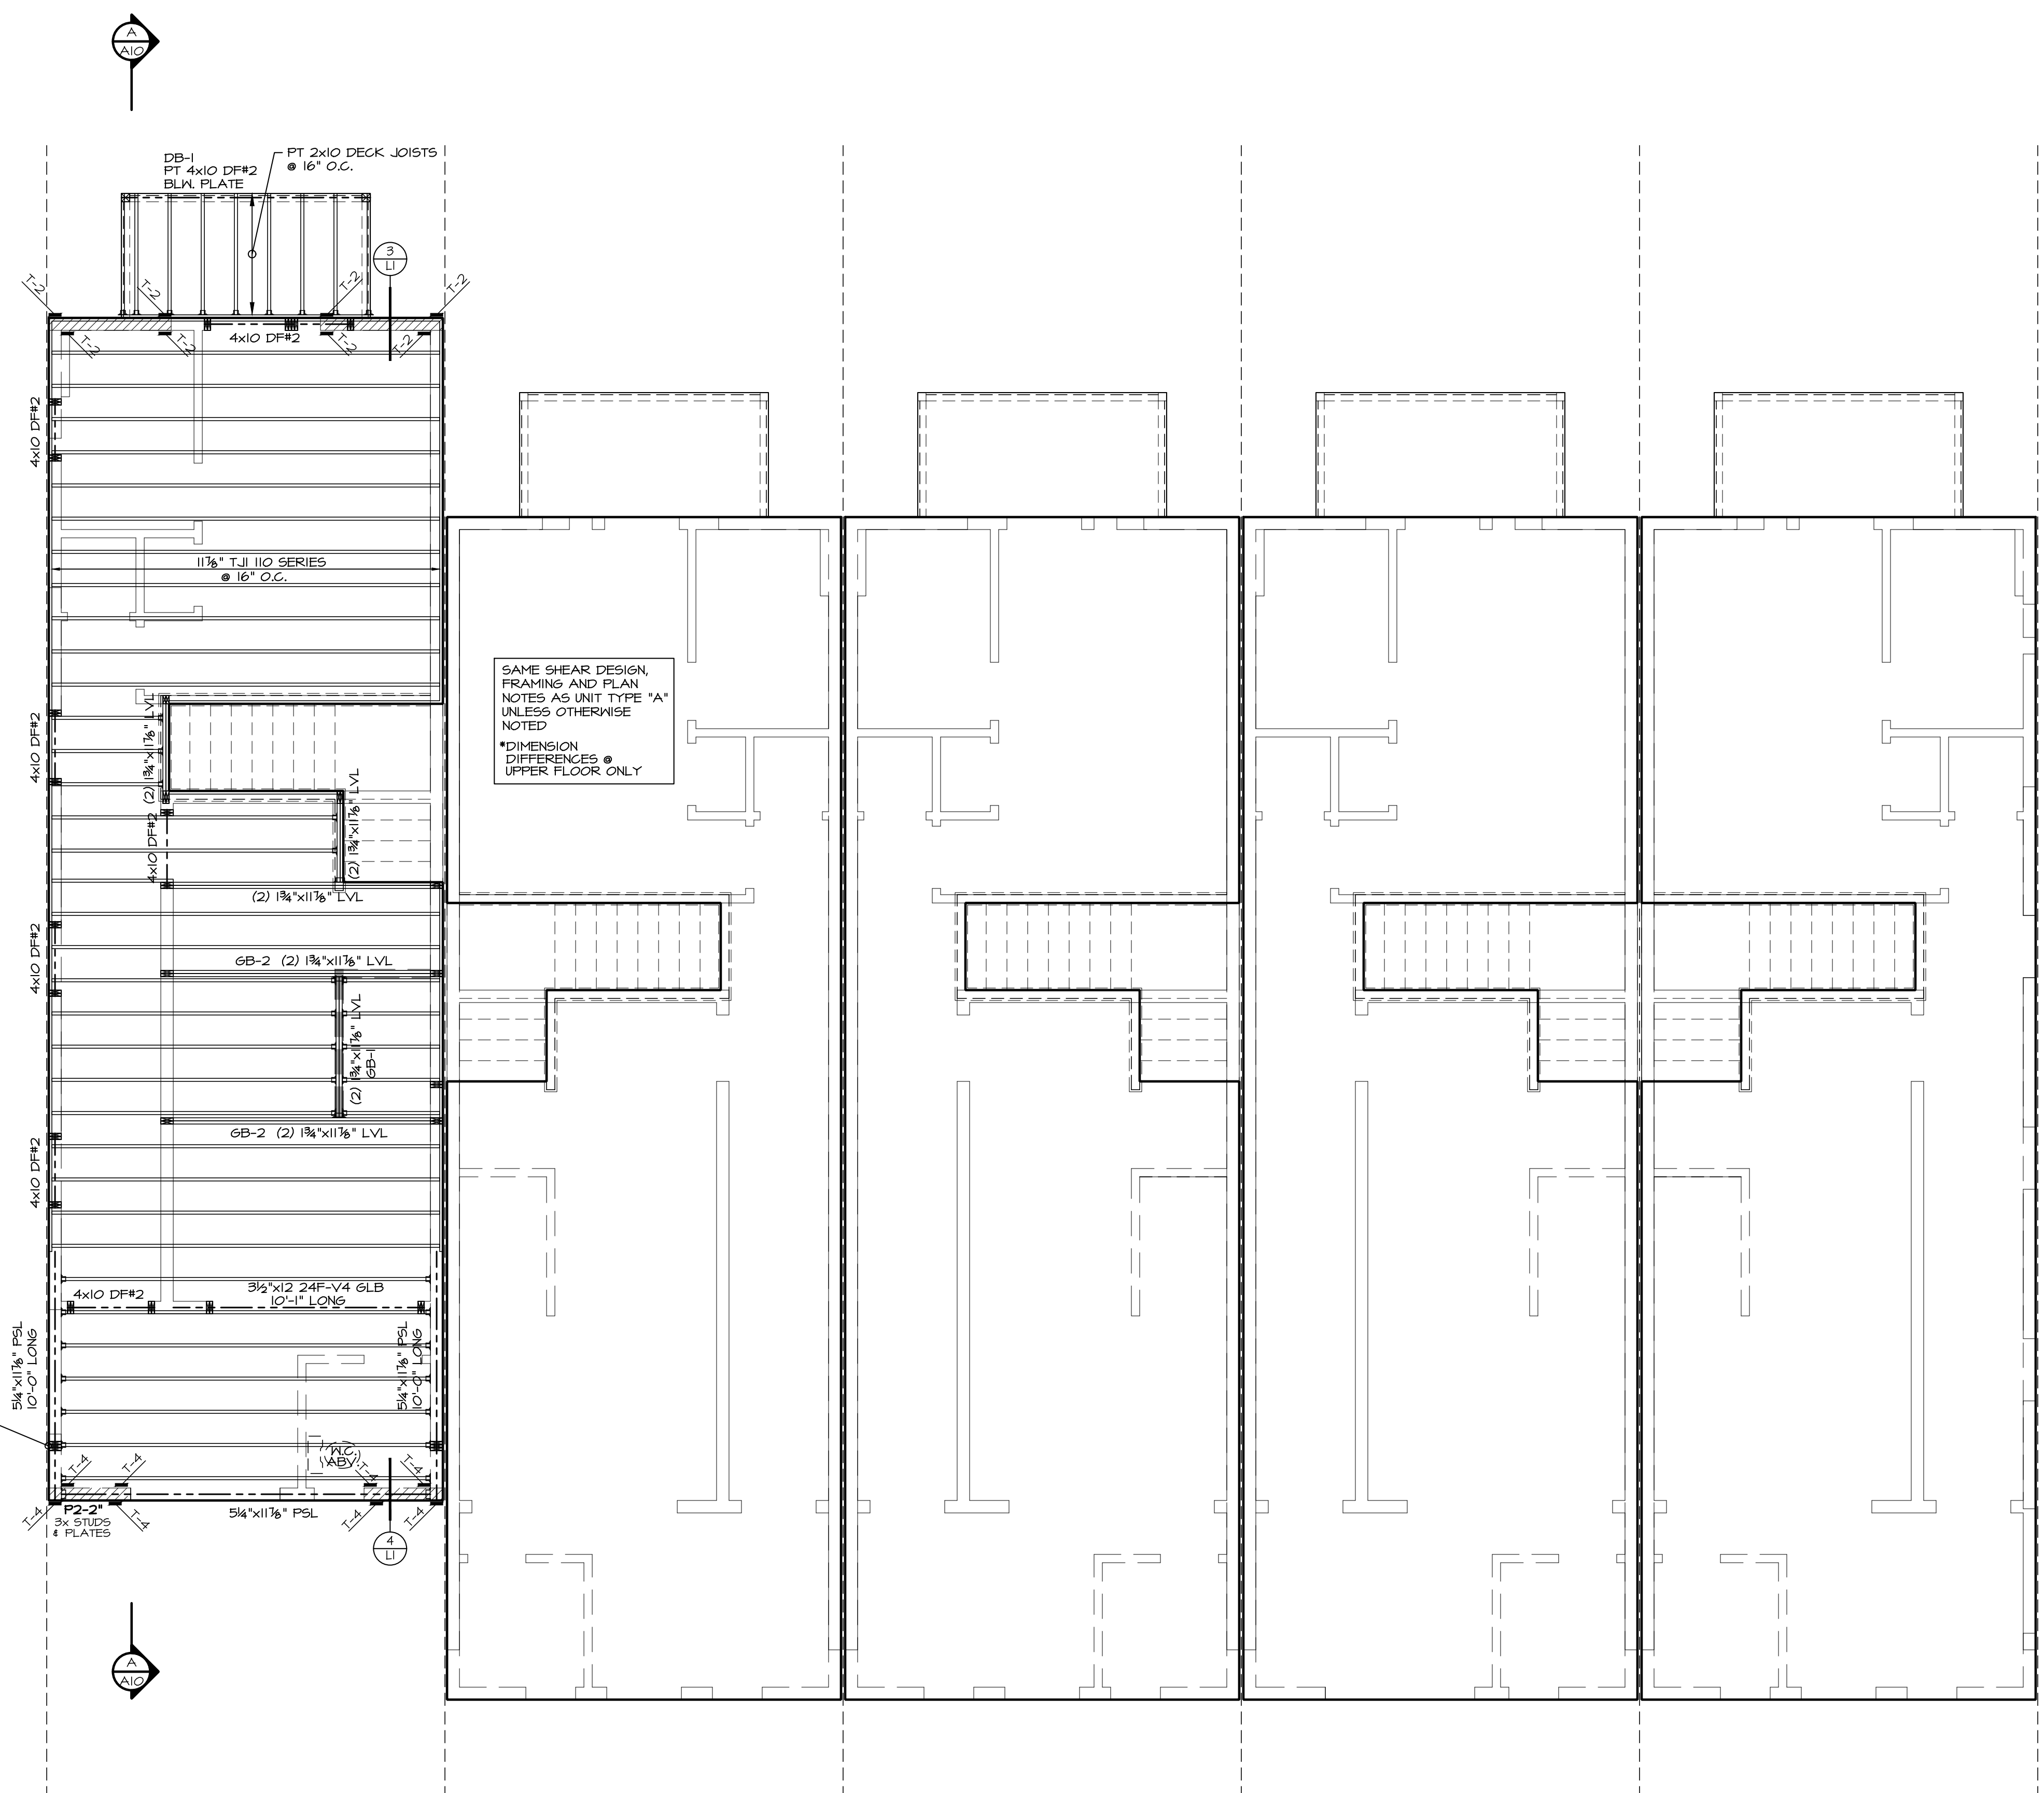 A
A10
DB-1
PT 4x10 DF#2
BLW. PLATE
PT 2x10 DECK JOISTS
@ 16" O.C.
3
L1
T-2
T-2
T-2
T-2
T-2
T-2
T-2
T-2
4x10 DF#2
4x10 DF#2
11⅞" TJI 110 SERIES
@ 16" O.C.
SAME SHEAR DESIGN,
FRAMING AND PLAN
NOTES AS UNIT TYPE "A"
UNLESS OTHERWISE
NOTED
*DIMENSION
DIFFERENCES @
UPPER FLOOR ONLY
4x10 DF#2
(2) 1¾"x11⅞" LVL
(2) 1¾"x11⅞" LVL
4x10 DF#2
(2) 1¾"x11⅞" LVL
4x10 DF#2
GB-2 (2) 1¾"x11⅞" LVL
(2) 1¾"x11⅞" LVL
GB-1
GB-2 (2) 1¾"x11⅞" LVL
4x10 DF#2
4x10 DF#2
3½"x12 24F-V4 GLB
10'-1" LONG
5¼"x11⅞" PSL
10'-0" LONG
5¼"x11⅞" PSL
10'-0" LONG
W.C.
ABV.
T-4
T-4
T-4
T-4
T-4
T-4
T-4
T-4
P2-2"
3x STUDS
& PLATES
5¼"x11⅞" PSL
4
L1
A
A10